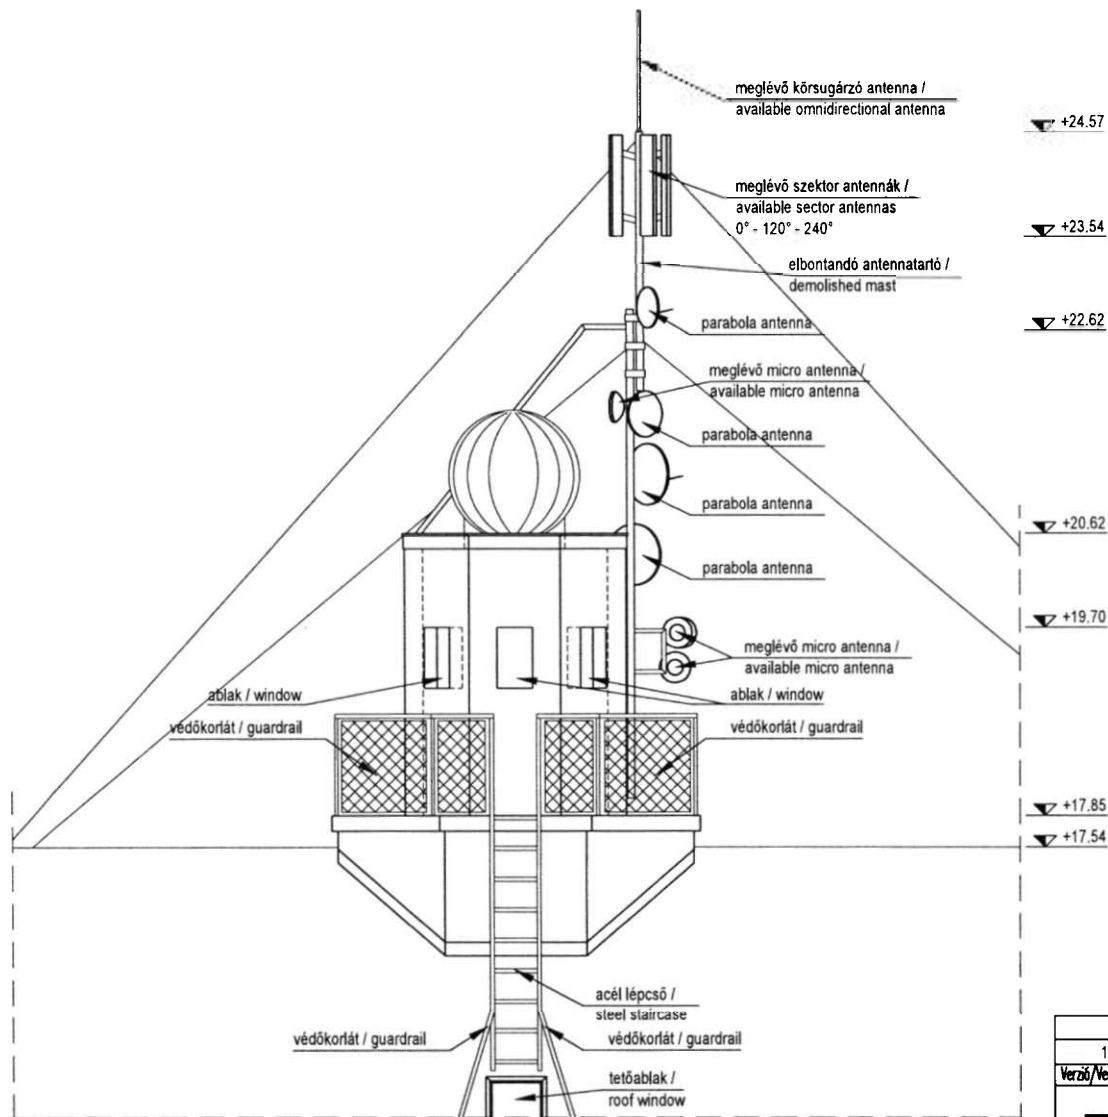 meglévő körsugárzó antenna /
available omnidirectional antenna
+24.57
meglévő szektor antennák /
available sector antennas
0° - 120° - 240°
+23.54
elbontandó antennatartó /
demolished mast
parabola antenna
+22.62
meglévő micro antenna /
available micro antenna
parabola antenna
parabola antenna
+20.62
parabola antenna
+19.70
meglévő micro antenna /
available micro antenna
ablak / window
ablak / window
védőkorlát / guardrail
védőkorlát / guardrail
+17.85
+17.54
acél lépcső /
steel staircase
védőkorlát / guardrail
védőkorlát / guardrail
tetőablak /
roof window
1
Verzió/Ve